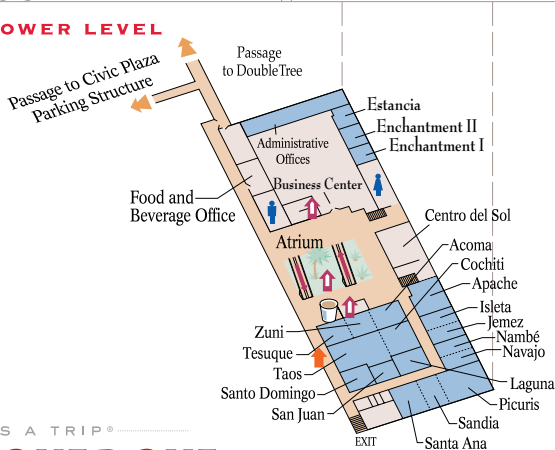 OWER LEVEL
Passage
to DoubleTree
Passage to Civic Plaza
Parking Structure
Estancia
Enchantment II
Enchantment I
Administrative
Offices
Business Center
Food and
Beverage Office
Centro del Sol
Atrium
Acoma
Cochiti
Apache
Isleta
Jemez
Nambé
Navajo
Zuni
Tesuque
Taos
Santo Domingo
San Juan
Laguna
Picuris
Sandia
Santa Ana
EXIT
S A TRIP®